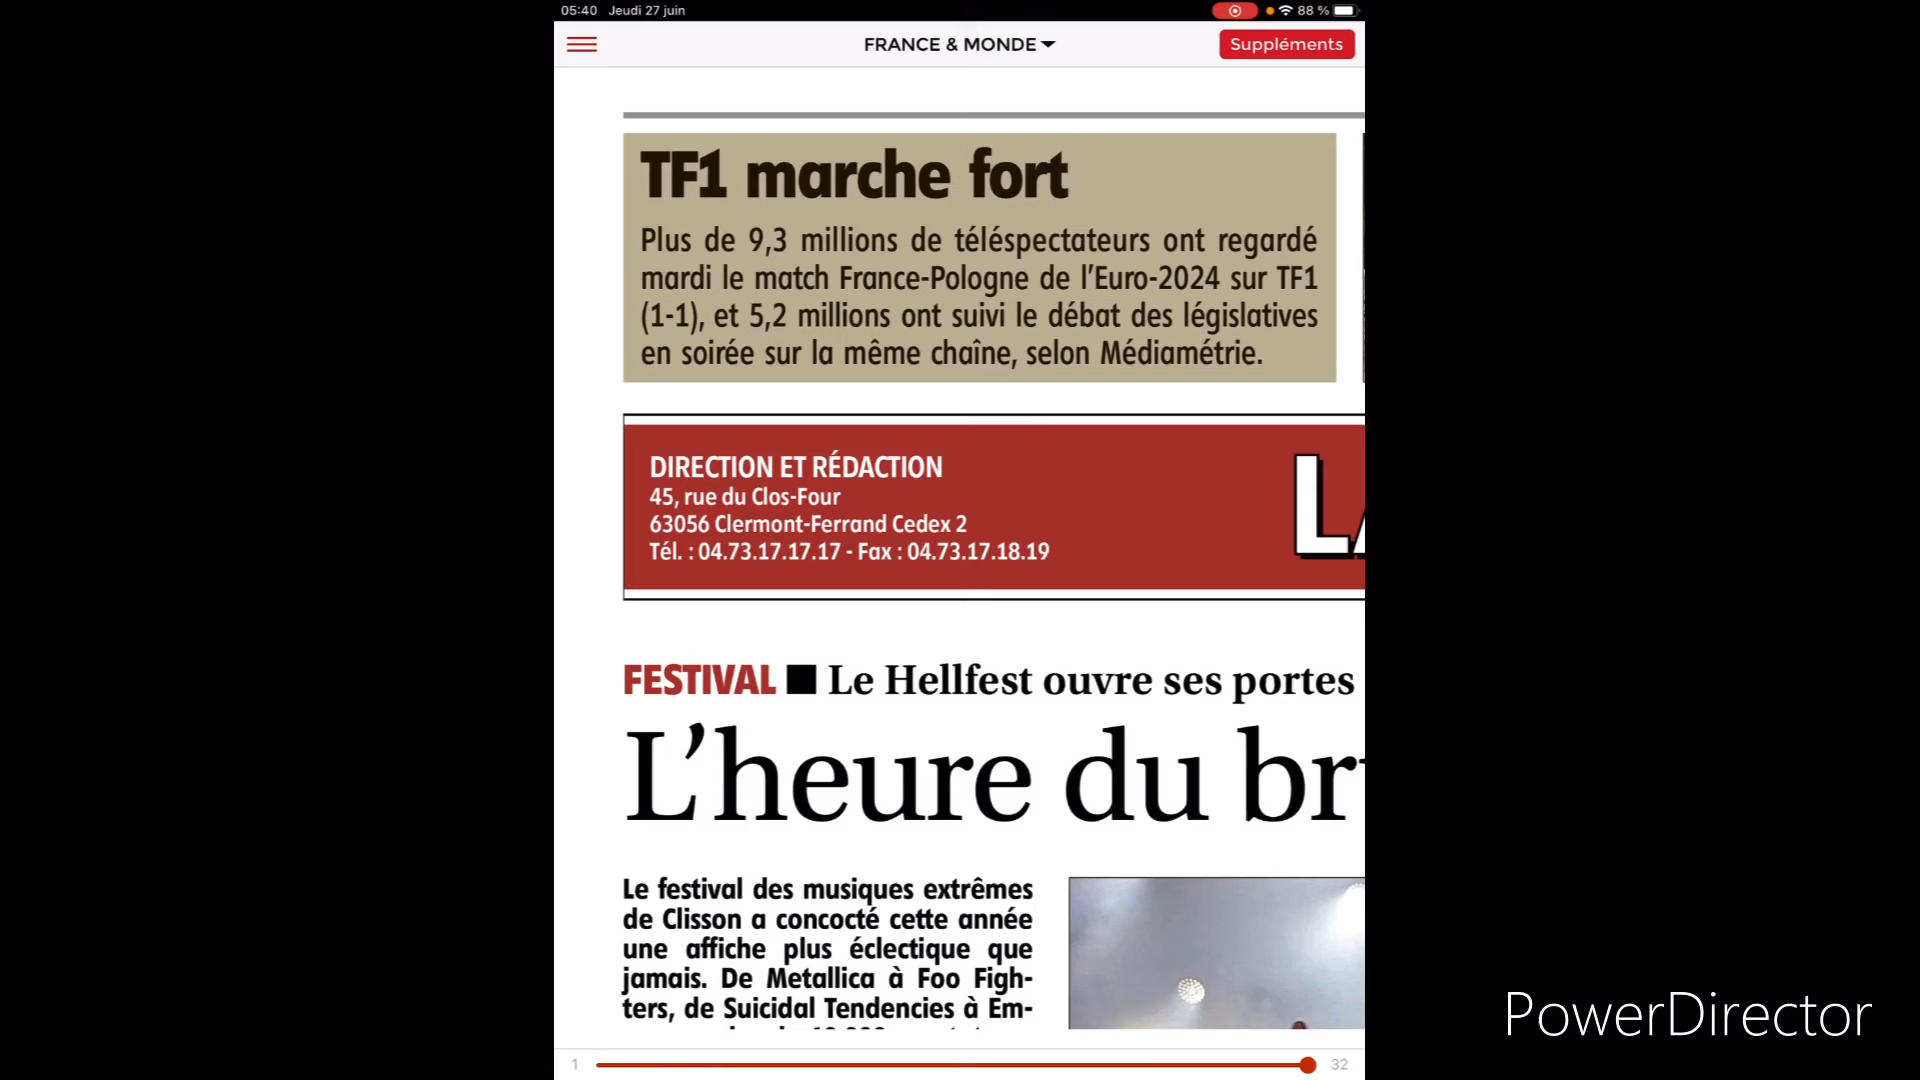 05:40 Jeudi 27 juin
88 %
FRANCE & MONDE
Suppléments
TF1 marche fort
Plus de 9,3 millions de téléspectateurs ont regardé
mardi le match France-Pologne de l’Euro-2024 sur TF1
(1-1), et 5,2 millions ont suivi le débat des législatives
en soirée sur la même chaîne, selon Médiamétrie.
DIRECTION ET RÉDACTION
45, rue du Clos-Four
63056 Clermont-Ferrand Cedex 2
Tél. : 04.73.17.17.17 - Fax : 04.73.17.18.19
LA
FESTIVAL ■ Le Hellfest ouvre ses portes
L’heure du br
Le festival des musiques extrêmes
de Clisson a concocté cette année
une affiche plus éclectique que
jamais. De Metallica à Foo Figh-
ters, de Suicidal Tendencies à Em-
1
32
PowerDirector